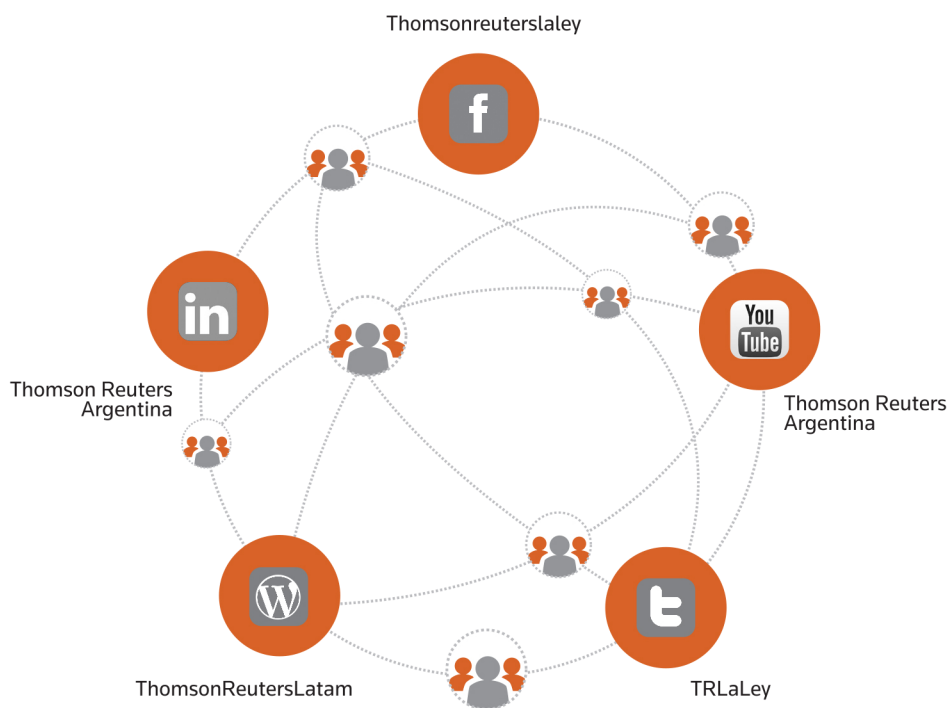 Thomsonreuterslaley
f
in
You
Tube
Thomson Reuters
Argentina
Thomson Reuters
Argentina
W
t
ThomsonReutersLatam
TRLaLey